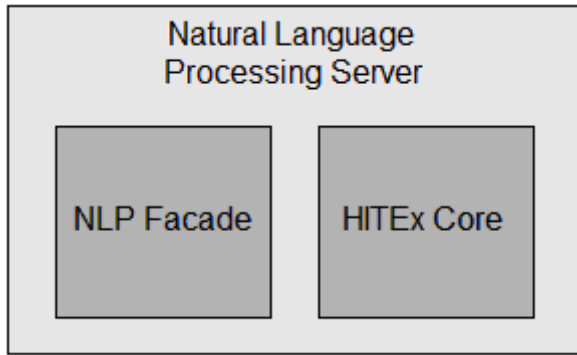 Natural Language
Processing Server
NLP Facade
HITEx Core